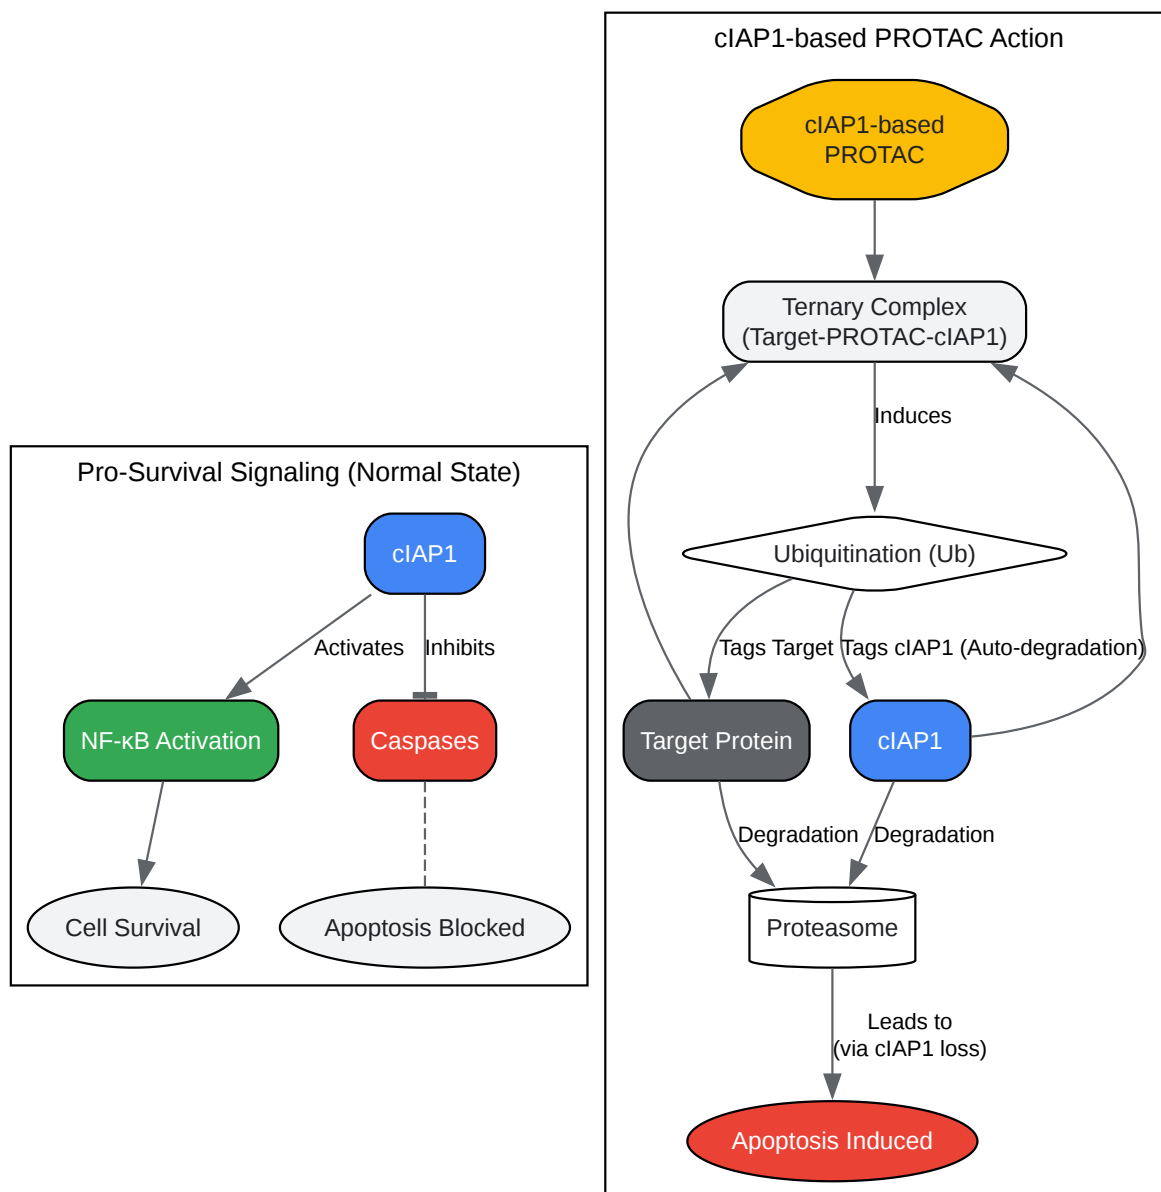 cIAP1-based PROTAC Action
cIAP1-based
PROTAC
Ternary Complex
(Target-PROTAC-cIAP1)
Induces
Ubiquitination (Ub)
Tags Target
Tags cIAP1 (Auto-degradation)
Target Protein
cIAP1
Degradation
Degradation
Proteasome
Leads to
(via cIAP1 loss)
Apoptosis Induced
Pro-Survival Signaling (Normal State)
cIAP1
Activates
Inhibits
NF-κB Activation
Caspases
Cell Survival
Apoptosis Blocked